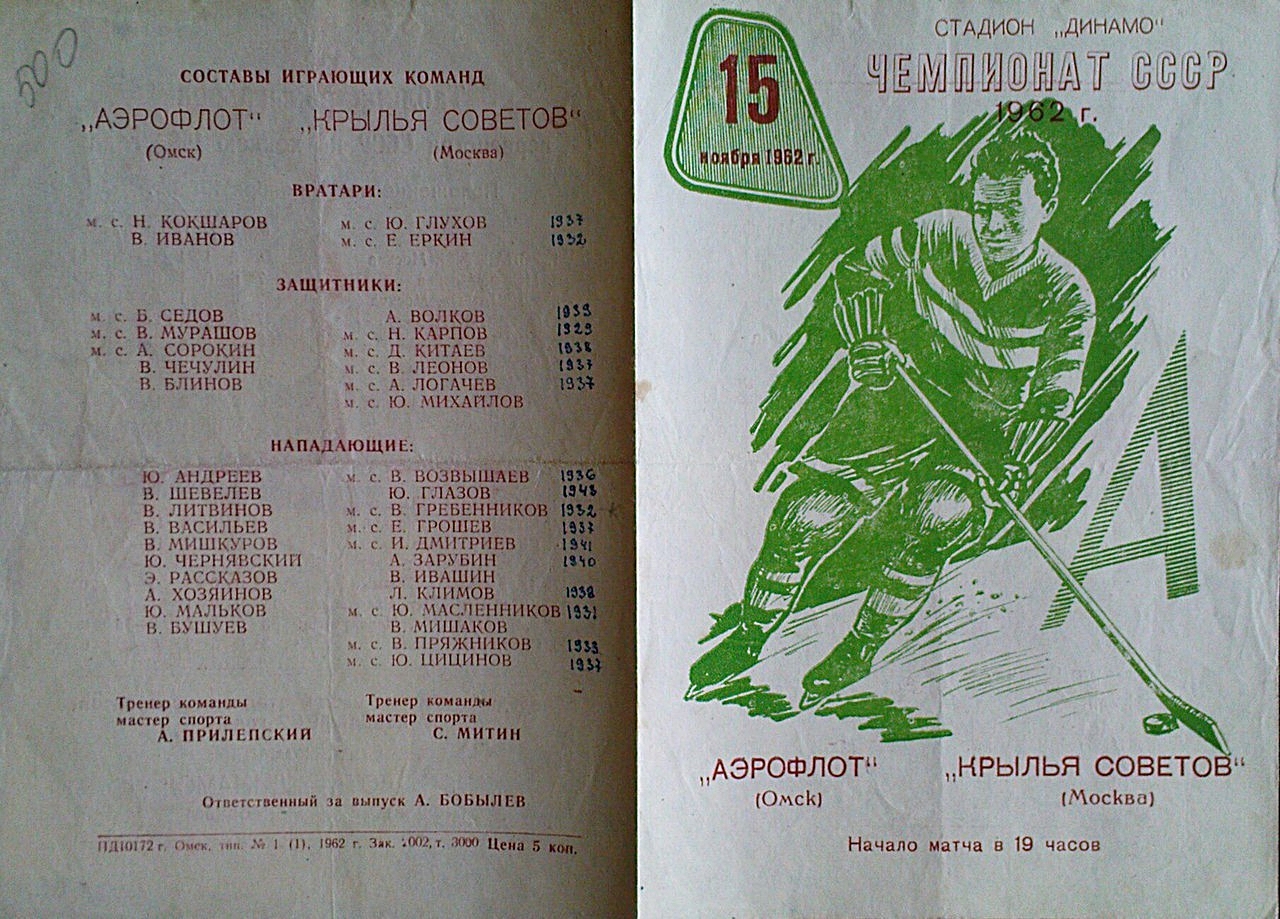 500
СОСТАВЫ ИГРАЮЩИХ КОМАНД
„АЭРОФЛОТ“ „КРЫЛЬЯ СОВЕТОВ“
(Омск) (Москва)
ВРАТАРИ:
м. с. Н. КОКШАРОВ м. с. Ю. ГЛУХОВ 1937
В. ИВАНОВ м. с. Е. ЕРКИН 1932
ЗАЩИТНИКИ:
м. с. Б. СЕДОВ А. ВОЛКОВ
м. с. В. МУРАШОВ м. с. Н. КАРПОВ 1929
м. с. А. СОРОКИН м. с. Д. КИТАЕВ 1938
В. ЧЕЧУЛИН м. с. В. ЛЕОНОВ 1937
В. БЛИНОВ м. с. А. ЛОГАЧЕВ 1937
м. с. Ю. МИХАЙЛОВ
НАПАДАЮЩИЕ:
Ю. АНДРЕЕВ м. с. В. ВОЗВЫШАЕВ 1936
В. ШЕВЕЛЕВ Ю. ГЛАЗОВ
В. ЛИТВИНОВ м. с. В. ГРЕБЕННИКОВ 1932
В. ВАСИЛЬЕВ м. с. Е. ГРОШЕВ 1937
В. МИШКУРОВ м. с. И. ДМИТРИЕВ 1941
Ю. ЧЕРНЯВСКИЙ А. ЗАРУБИН 1940
Э. РАССКАЗОВ В. ИВАШИН
А. ХОЗЯИНОВ Л. КЛИМОВ 1938
Ю. МАЛЬКОВ м. с. Ю. МАСЛЕННИКОВ 1931
В. БУШУЕВ В. МИШАКОВ
м. с. В. ПРЯЖНИКОВ 1933
м. с. Ю. ЦИЦИНОВ 1937
Тренер команды Тренер команды
мастер спорта мастер спорта
А. ПРИЛЕПСКИЙ С. МИТИН
Ответственный за выпуск А. БОБЫЛЕВ
ПД10172 г. Омск, тип. № 1 (1), 1962 г. Зак. 2002, т. 3000 Цена 5 коп.
СТАДИОН „ДИНАМО“
ЧЕМПИОНАТ СССР
1962 г.
15
ноября 1962 г.
А
„АЭРОФЛОТ“ „КРЫЛЬЯ СОВЕТОВ“
(Омск) (Москва)
Начало матча в 19 часов